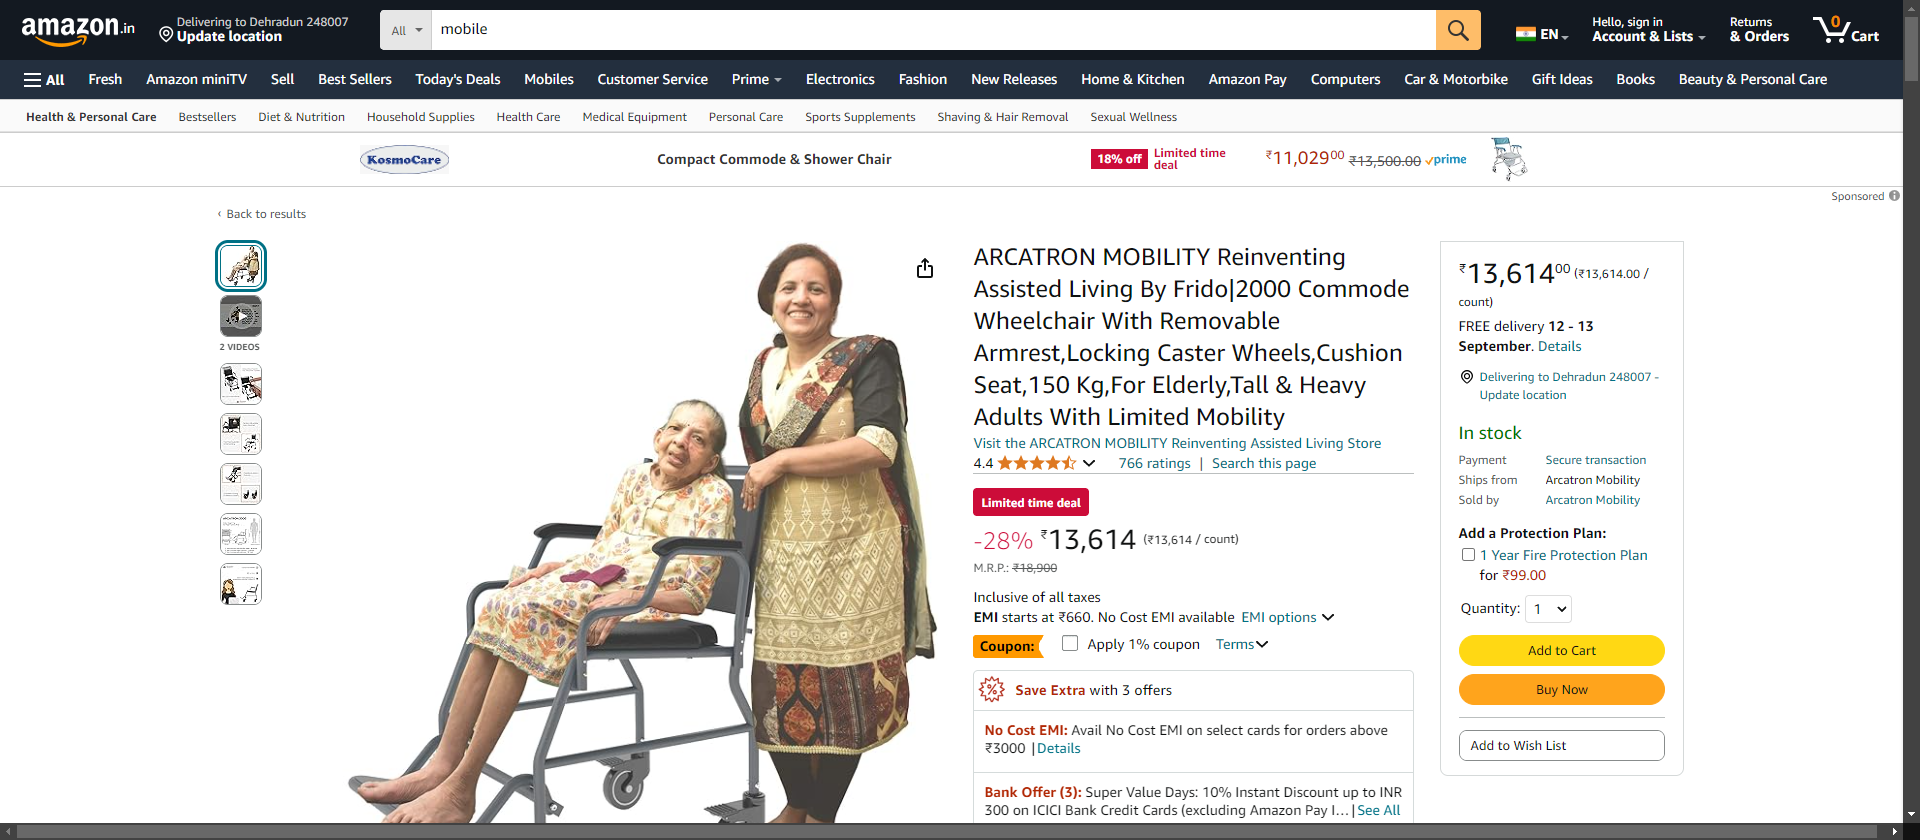 amazon.in
Delivering to Dehradun 248007
Update location
All
mobile
EN
Hello, sign in
Account & Lists
Returns
& Orders
0
Cart
All
Fresh
Amazon miniTV
Sell
Best Sellers
Today's Deals
Mobiles
Customer Service
Prime
Electronics
Fashion
New Releases
Home & Kitchen
Amazon Pay
Computers
Car & Motorbike
Gift Ideas
Books
Beauty & Personal Care
Health & Personal Care
Bestsellers
Diet & Nutrition
Household Supplies
Health Care
Medical Equipment
Personal Care
Sports Supplements
Shaving & Hair Removal
Sexual Wellness
KosmoCare
Compact Commode & Shower Chair
18% off
Limited time
deal
₹11,02900 ₹13,500.00 prime
Sponsored
‹ Back to results
2 VIDEOS
ARCATRON MOBILITY Reinventing
Assisted Living By Frido|2000 Commode
Wheelchair With Removable
Armrest,Locking Caster Wheels,Cushion
Seat,150 Kg,For Elderly,Tall & Heavy
Adults With Limited Mobility
Visit the ARCATRON MOBILITY Reinventing Assisted Living Store
4.4
766 ratings | Search this page
Limited time deal
-28% ₹13,614 (₹13,614 / count)
M.R.P.: ₹18,900
Inclusive of all taxes
EMI starts at ₹660. No Cost EMI available EMI options
Coupon: Apply 1% coupon Terms
Save Extra with 3 offers
No Cost EMI: Avail No Cost EMI on select cards for orders above
₹3000 | Details
Bank Offer (3): Super Value Days: 10% Instant Discount up to INR
300 on ICICI Bank Credit Cards (excluding Amazon Pay I… | See All
₹13,61400 (₹13,614.00 /
count)
FREE delivery 12 - 13
September. Details
Delivering to Dehradun 248007 -
Update location
In stock
Payment Secure transaction
Ships from Arcatron Mobility
Sold by Arcatron Mobility
Add a Protection Plan:
1 Year Fire Protection Plan
for ₹99.00
Quantity: 1
Add to Cart
Buy Now
Add to Wish List